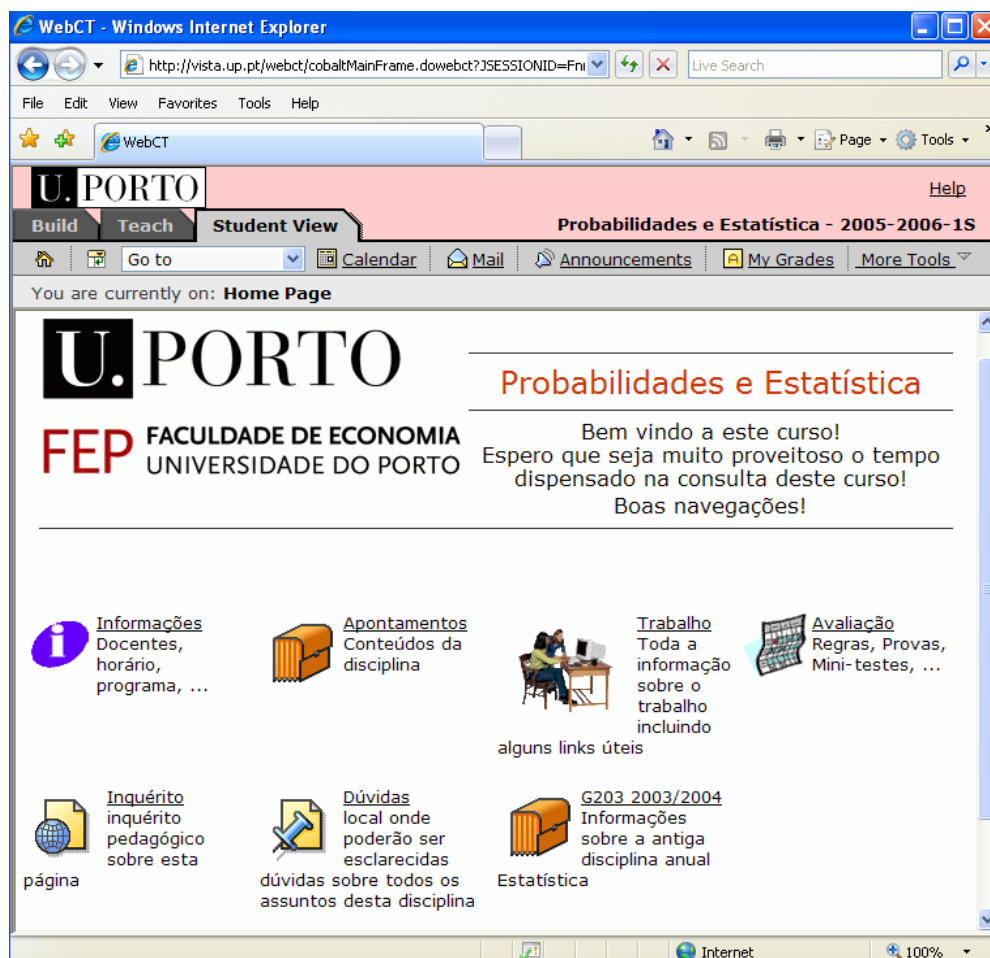 WebCT - Windows Internet Explorer
http://vista.up.pt/webct/cobaltMainFrame.dowebct?JSESSIONID=Fn
Live Search
File Edit View Favorites Tools Help
WebCT
Page Tools
U. PORTO
Help
Build Teach Student View
Probabilidades e Estatística - 2005-2006-1S
Go to Calendar Mail Announcements A My Grades More Tools
You are currently on: Home Page
U. PORTO
Probabilidades e Estatística
FEP FACULDADE DE ECONOMIA
UNIVERSIDADE DO PORTO
Bem vindo a este curso!
Espero que seja muito proveitoso o tempo
dispensado na consulta deste curso!
Boas navegações!
i
Informações
Docentes,
horário,
programa, ...
Apontamentos
Conteúdos da
disciplina
Trabalho
Toda a
informação
sobre o
trabalho
incluindo
alguns links úteis
Avaliação
Regras, Provas,
Mini-testes, ...
Inquérito
inquérito
pedagógico
sobre esta
página
Dúvidas
local onde
poderão ser
esclarecidas
dúvidas sobre todos os
assuntos desta disciplina
G203 2003/2004
Informações
sobre a antiga
disciplina anual
Estatística
Internet
100%